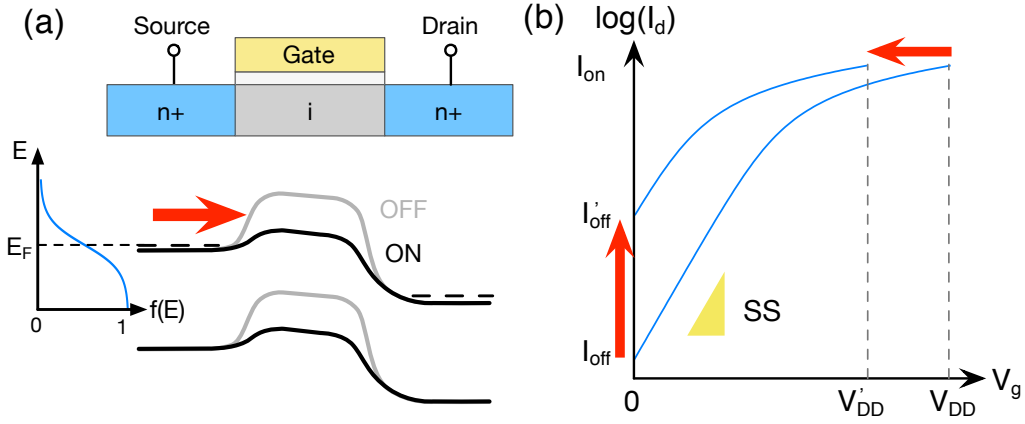 (a)
Source
Drain
Gate
n+
i
n+
E
OFF
E_F
ON
0
1
f(E)
(b)
log(I_d)
I_on
I'_off
SS
I_off
0
V'_DD
V_DD
V_g